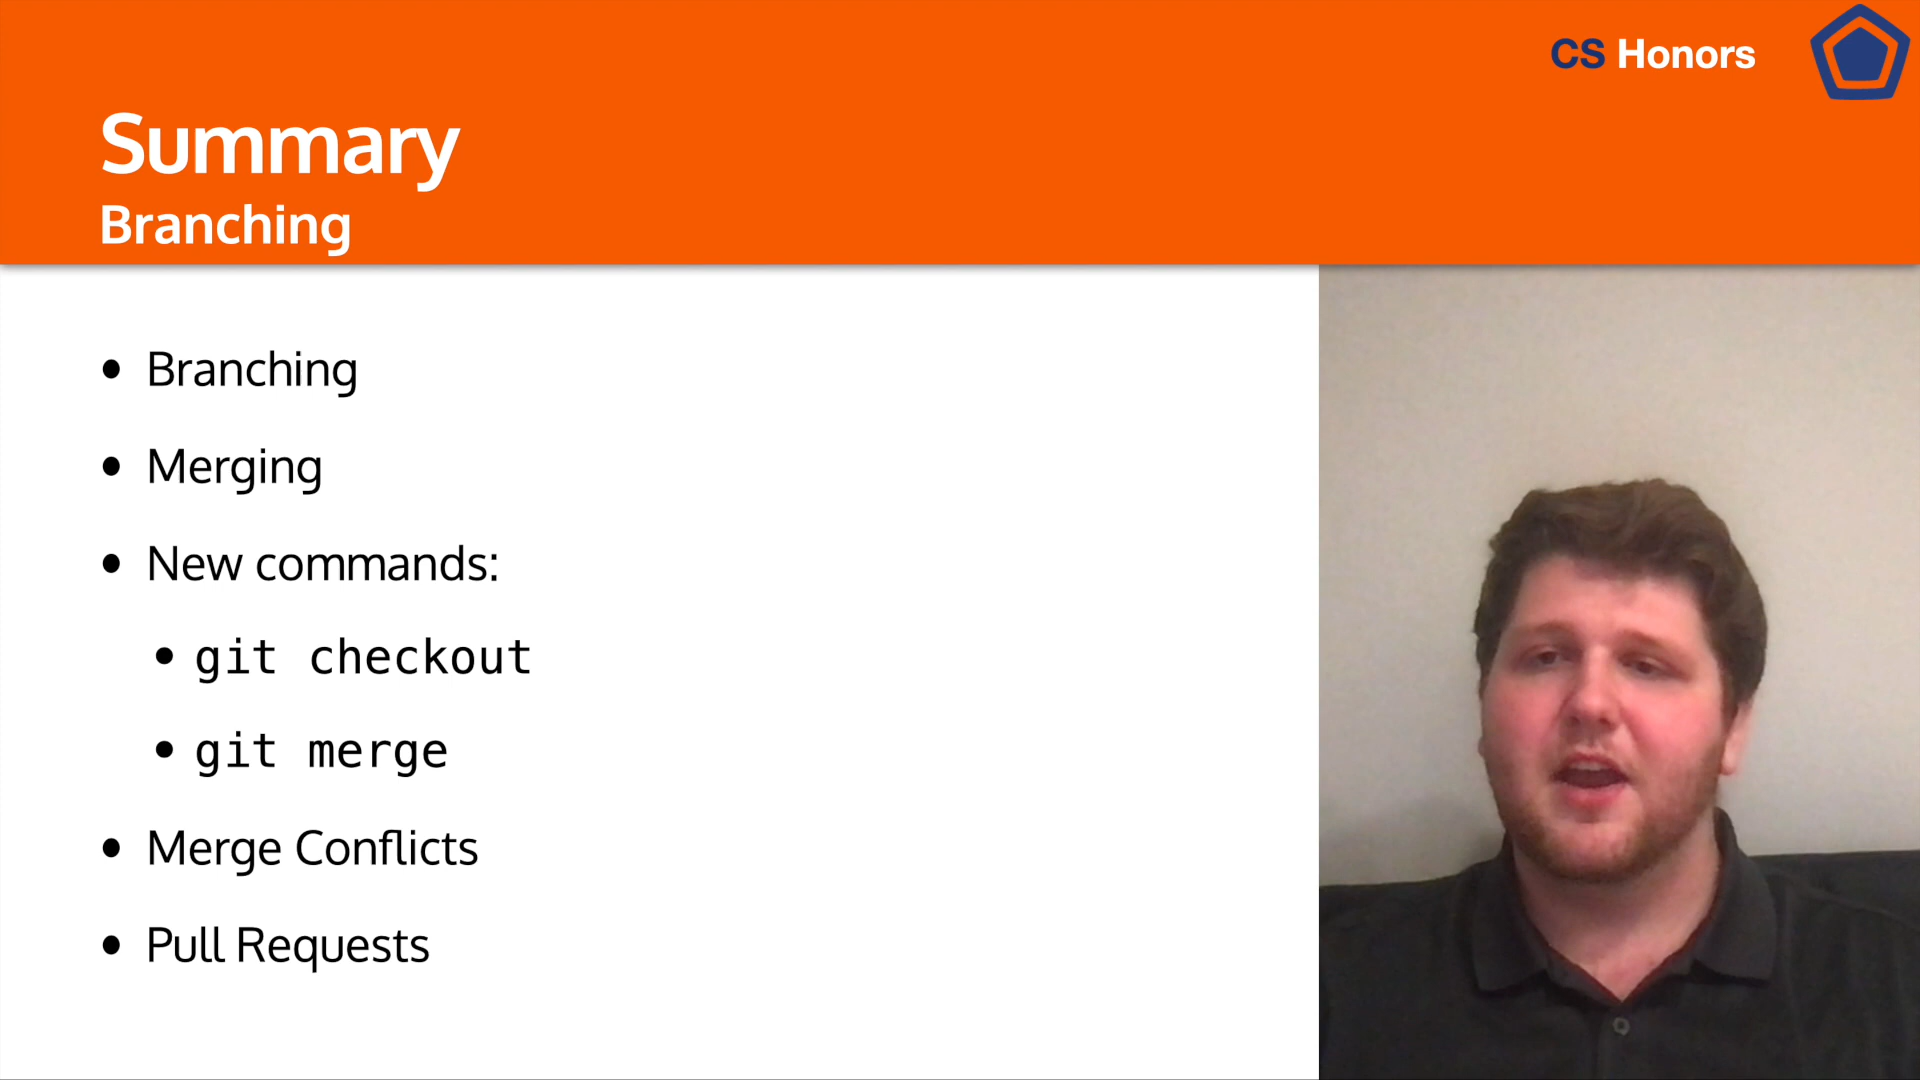 CS Honors
Summary
Branching
• Branching
• Merging
• New commands:
• git checkout
• git merge
• Merge Conflicts
• Pull Requests